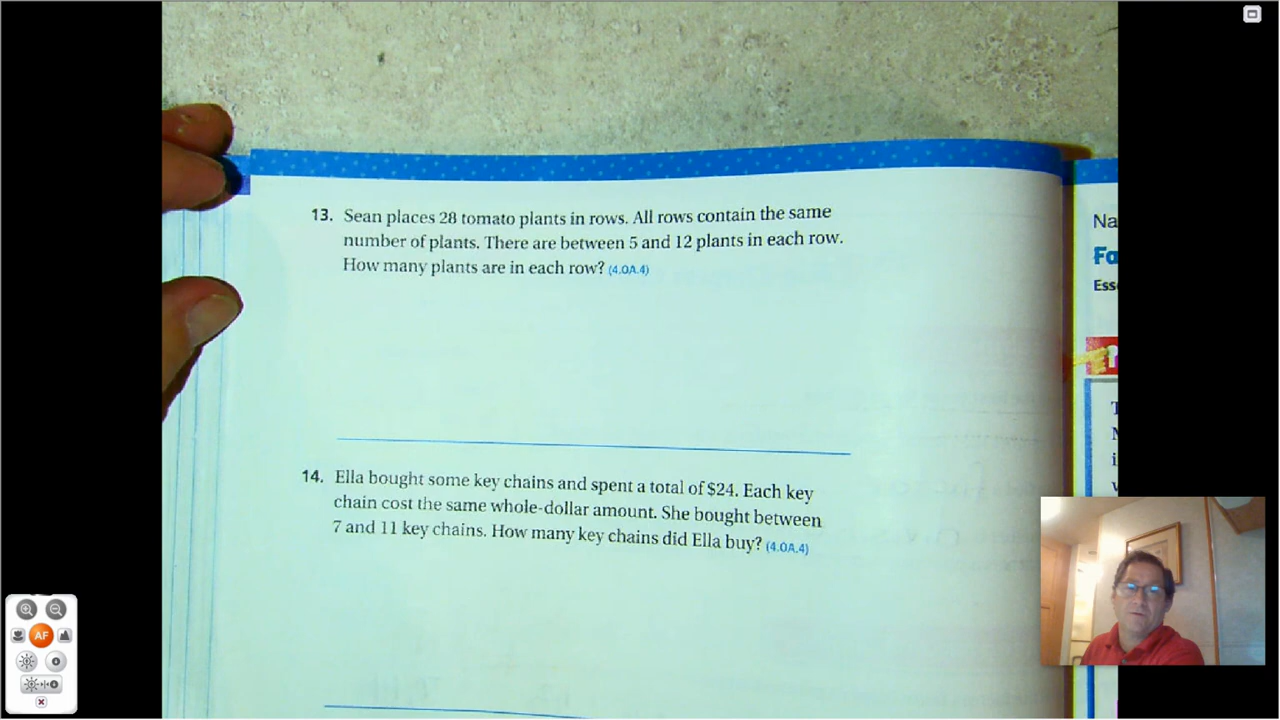 13. Sean places 28 tomato plants in rows. All rows contain the same
number of plants. There are between 5 and 12 plants in each row.
How many plants are in each row? (4.OA.4)
14. Ella bought some key chains and spent a total of $24. Each key
chain cost the same whole-dollar amount. She bought between
7 and 11 key chains. How many key chains did Ella buy? (4.OA.4)
Na
Fa
Ess
AF